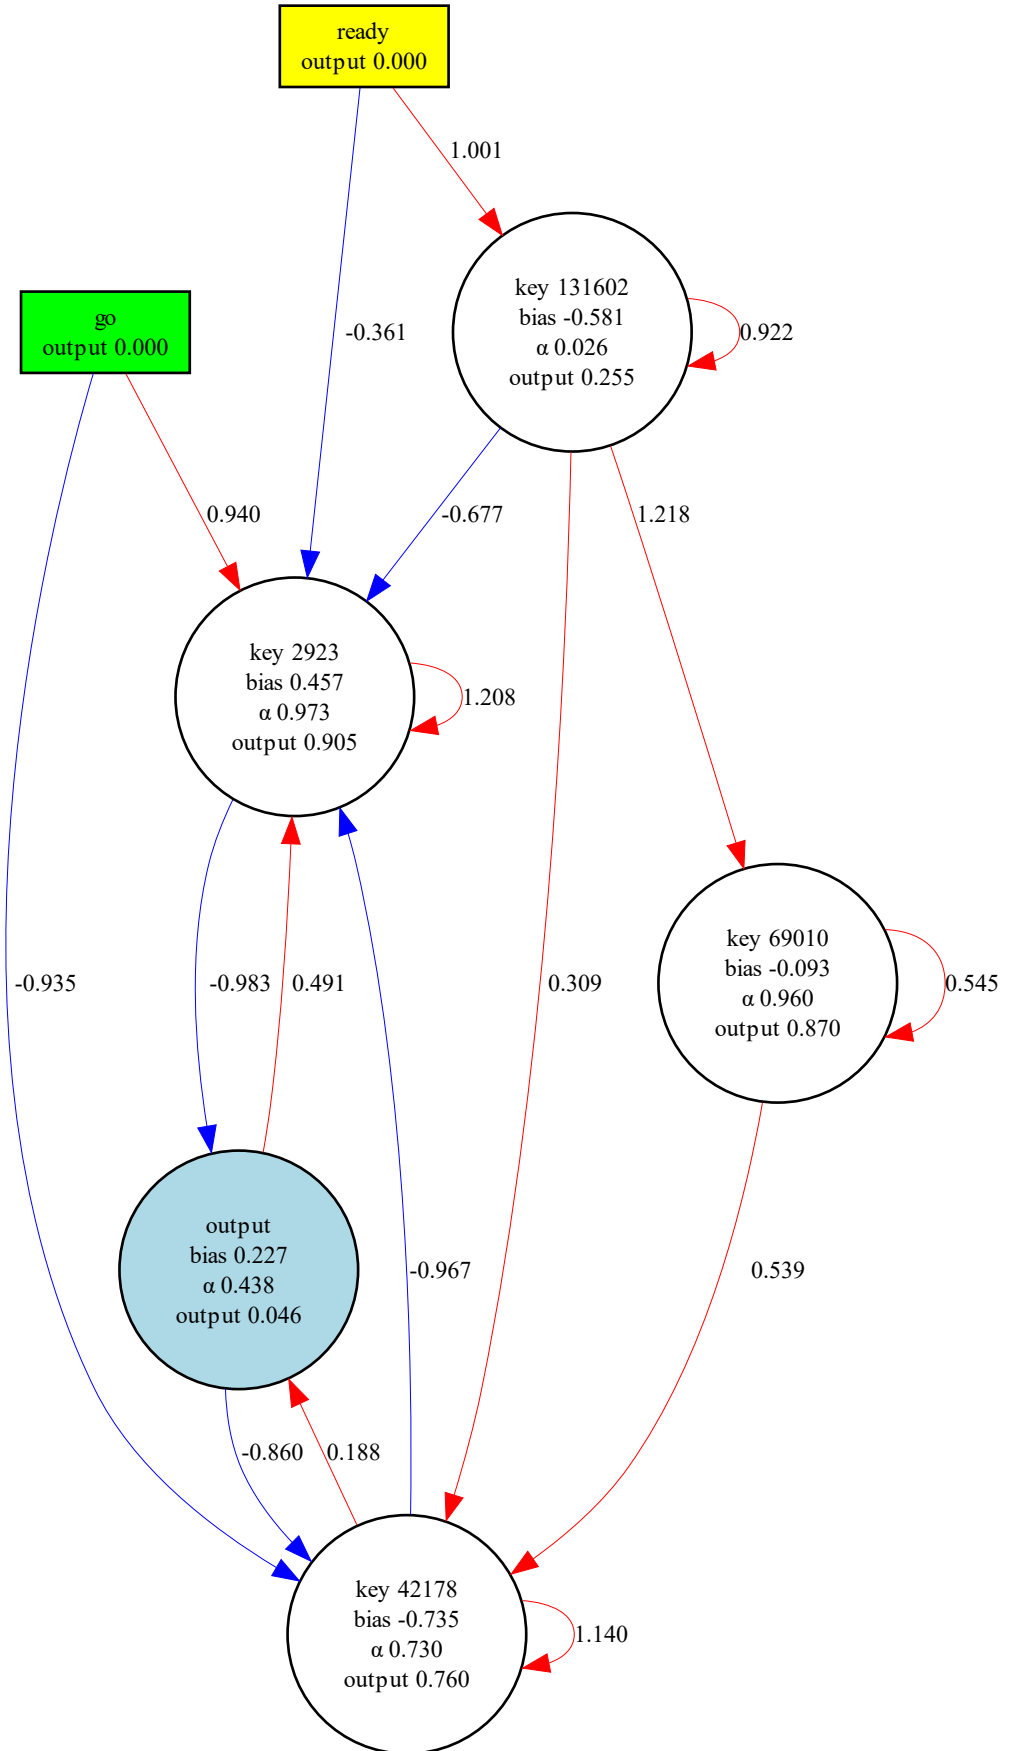 ready
output 0.000
1.001
key 131602
bias -0.581
α 0.026
output 0.255
0.922
go
output 0.000
-0.361
0.940
-0.677
1.218
key 2923
bias 0.457
α 0.973
output 0.905
1.208
key 69010
bias -0.093
α 0.960
output 0.870
0.545
-0.935
-0.983
0.491
0.309
output
bias 0.227
α 0.438
output 0.046
-0.967
0.539
-0.860
0.188
key 42178
bias -0.735
α 0.730
output 0.760
1.140